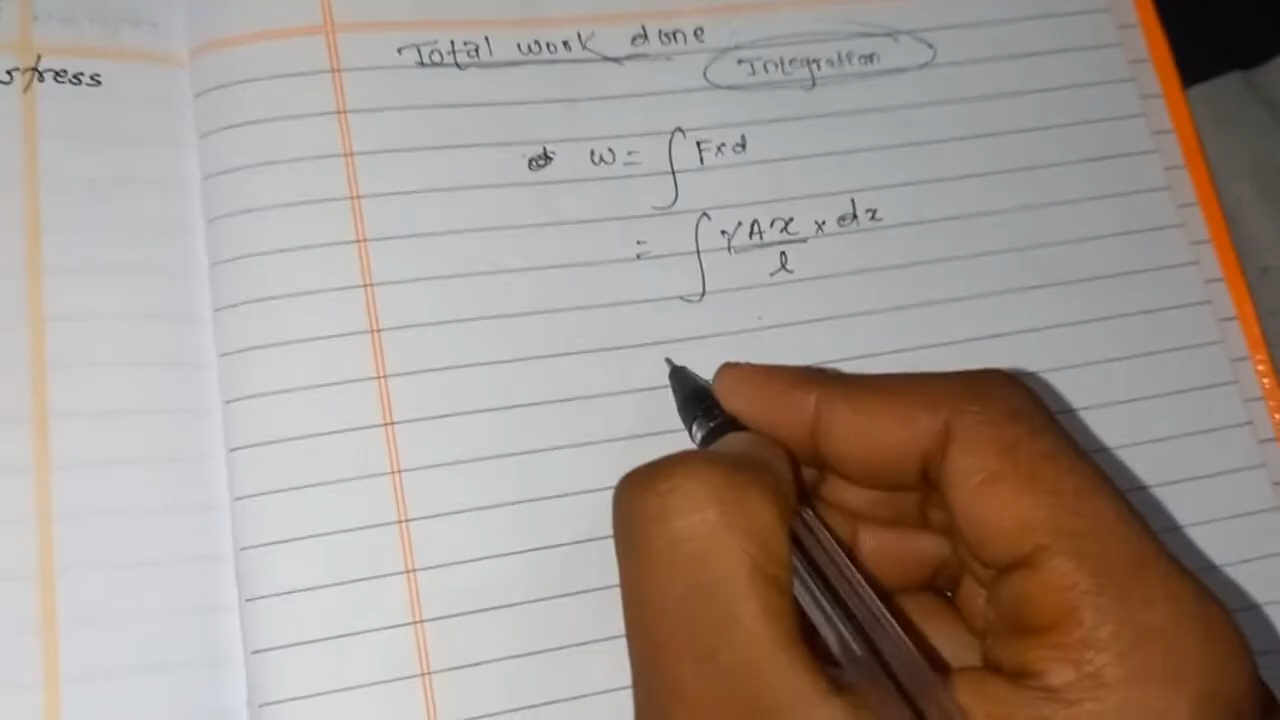 stress
Total work done
Integration
W = ∫ F×d
= ∫ YAx/l × dx